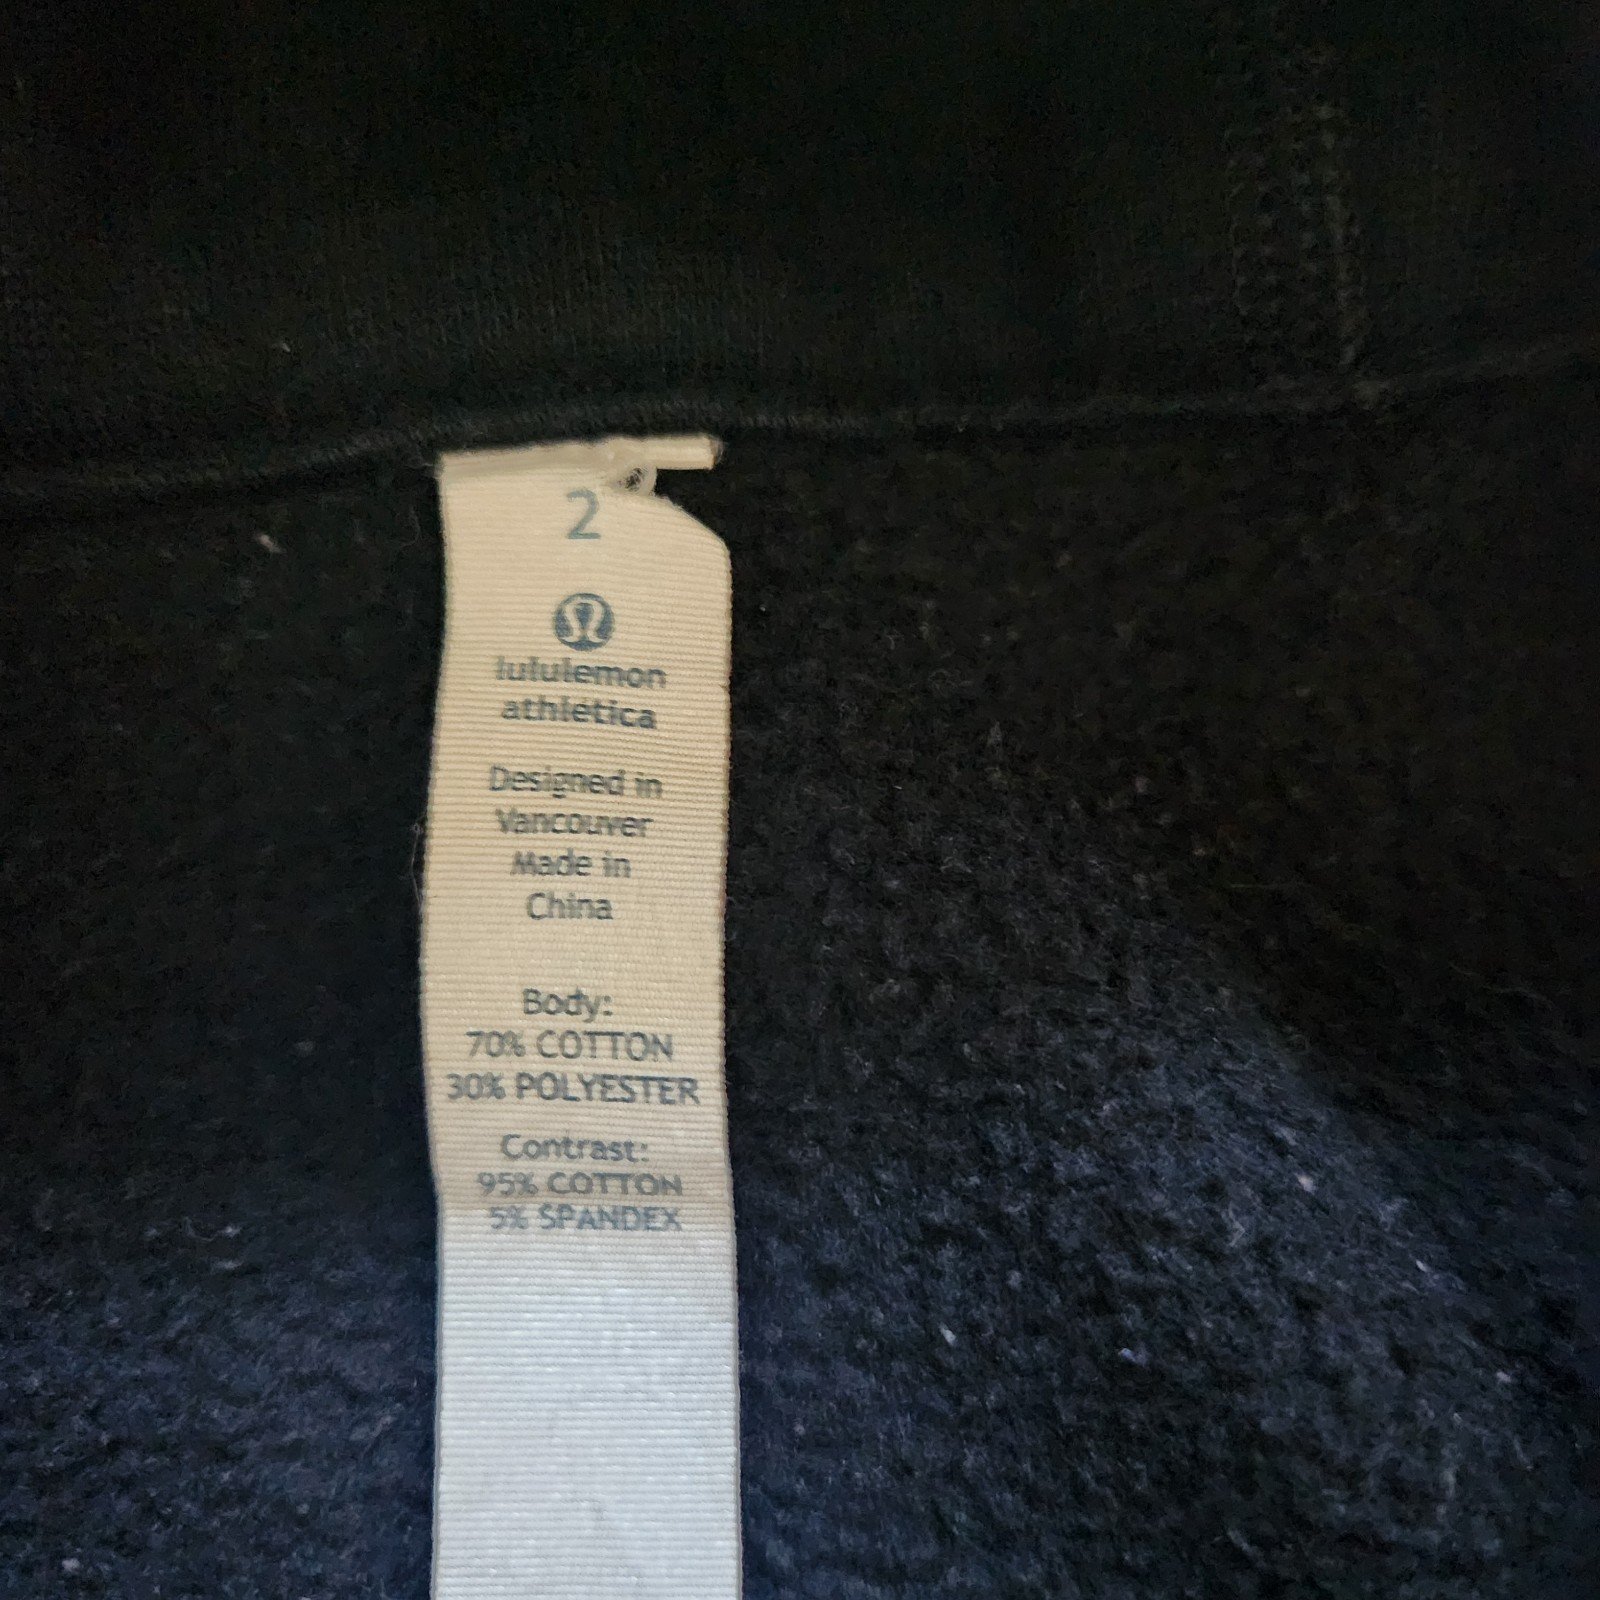 2
lululemon
athletica
Designed in
Vancouver
Made in
China
Body:
70% COTTON
30% POLYESTER
Contrast:
95% COTTON
5% SPANDEX